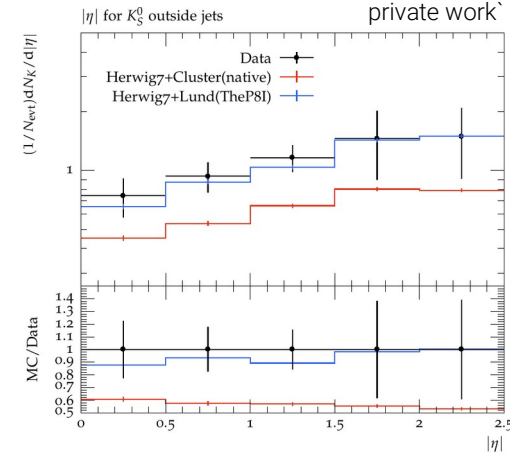 |η| for K⁰_S outside jets
private work`
Data
Herwig7+Cluster(native)
Herwig7+Lund(TheP8I)
(1/N_evt)dN_K/d|η|
1
1.4
1.3
1.2
1.1
1.0
0.9
0.8
0.7
0.6
0.5
MC/Data
0 0.5 1 1.5 2 2.5
|η|